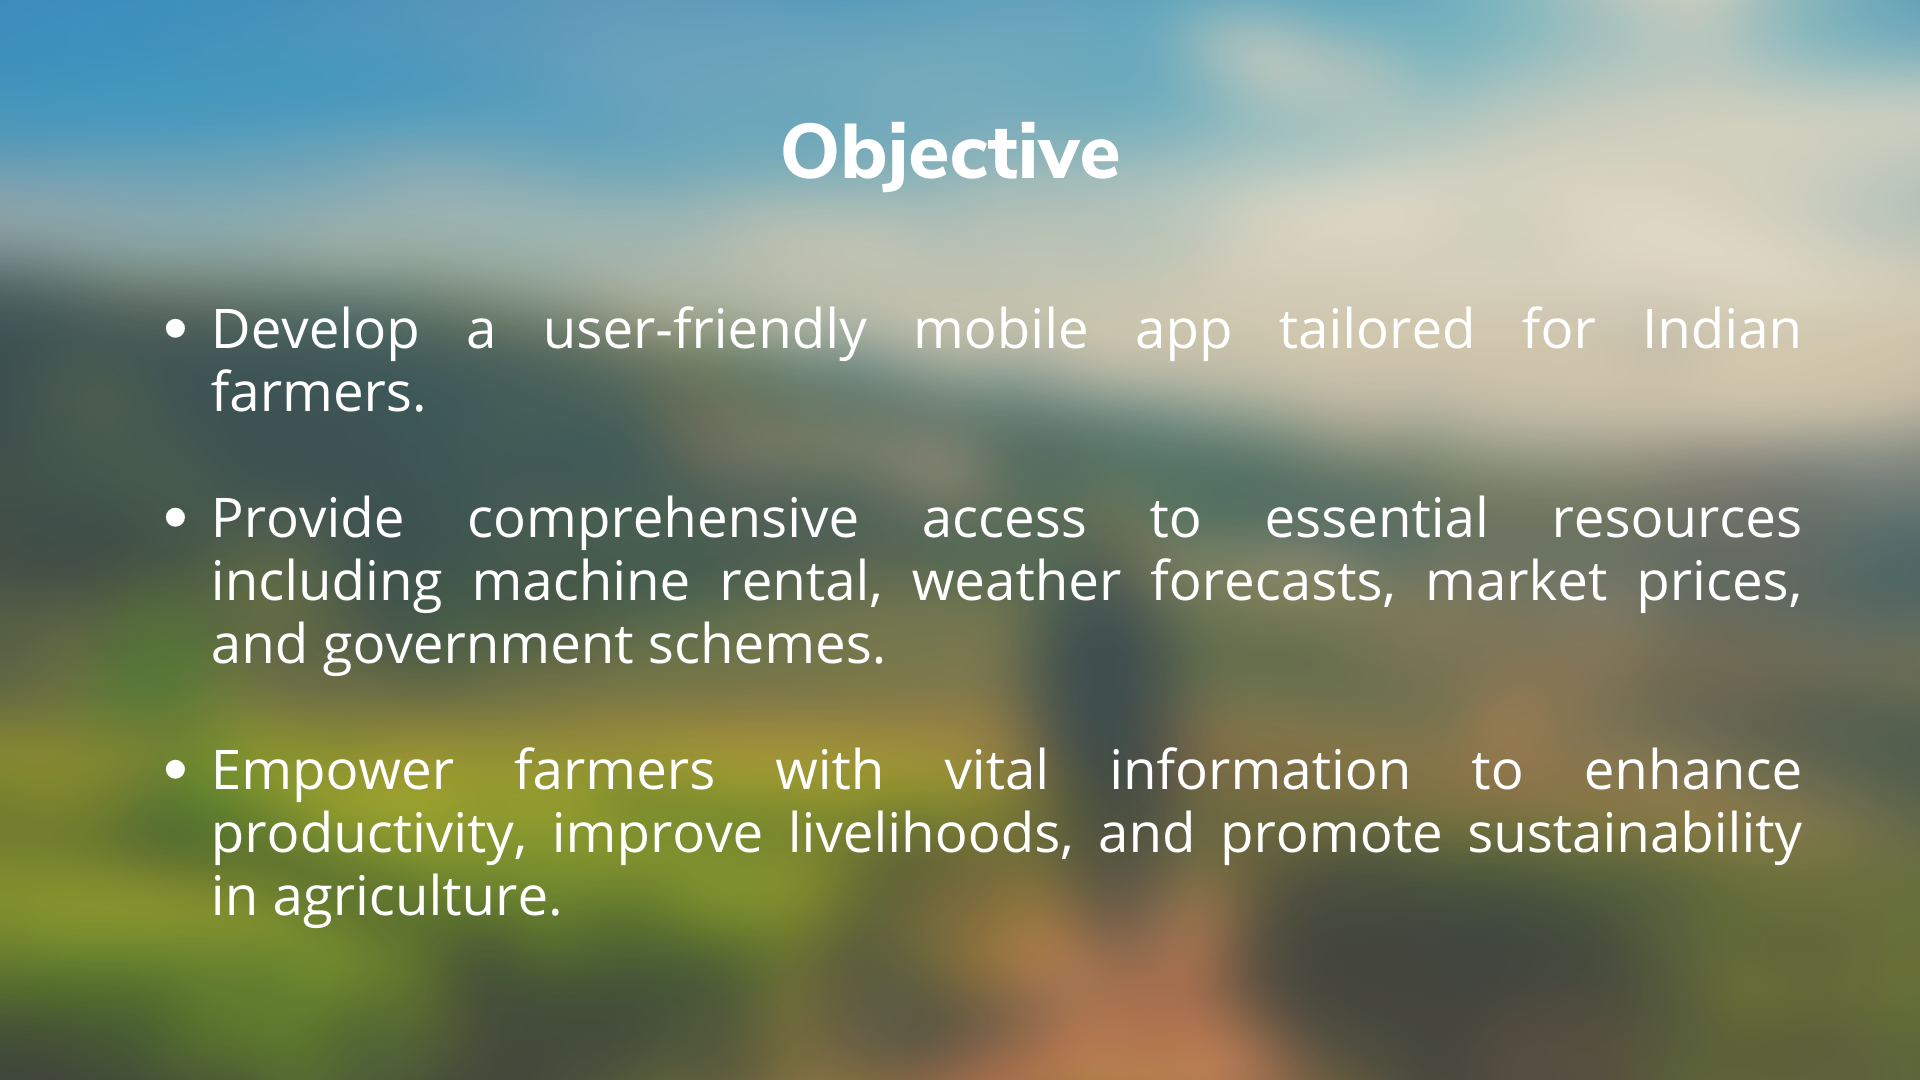 Objective
• Develop a user-friendly mobile app tailored for Indian
farmers.
• Provide comprehensive access to essential resources
including machine rental, weather forecasts, market prices,
and government schemes.
• Empower farmers with vital information to enhance
productivity, improve livelihoods, and promote sustainability
in agriculture.